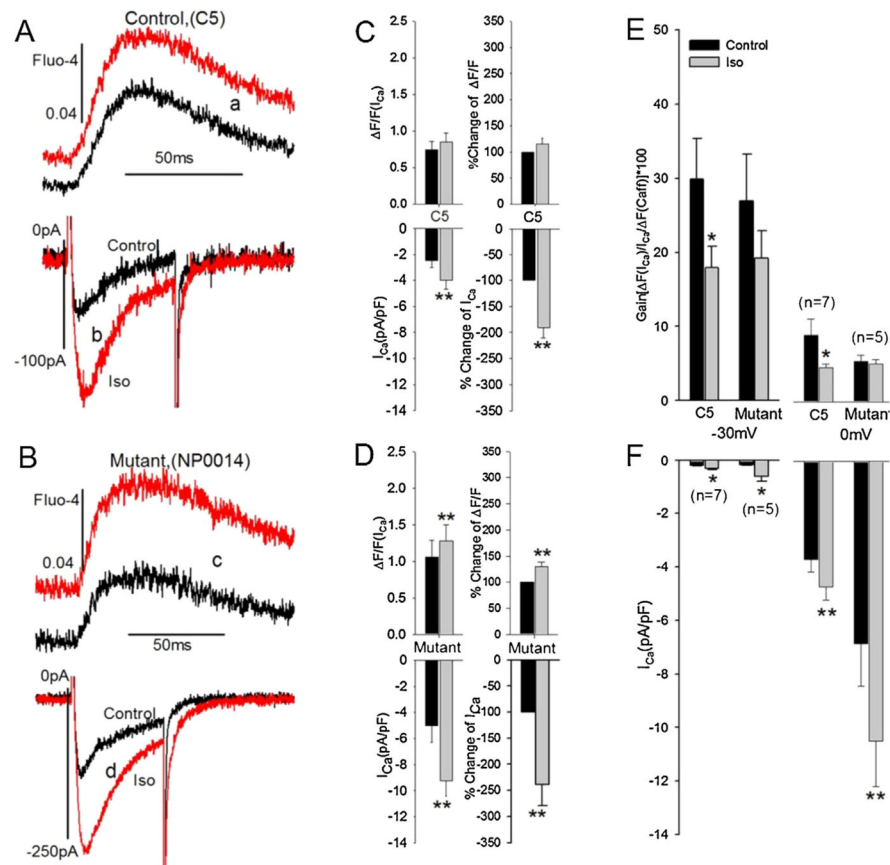 A
Control,(C5)
Fluo-4
0.04
a
50ms
0pA
Control
b
-100pA
Iso
B
Mutant,(NP0014)
Fluo-4
0.04
c
50ms
0pA
Control
d
Iso
-250pA
C
ΔF/F(ICa)
2.5
2.0
1.5
1.0
0.5
0.0
C5
%Change of ΔF/F
350
300
250
200
150
100
50
0
C5
ICa(pA/pF)
0
-2
-4
-6
-8
-10
-12
-14
**
% Change of ICa
0
-50
-100
-150
-200
-250
-300
-350
**
D
ΔF/F(ICa)
2.5
2.0
1.5
1.0
0.5
0.0
**
Mutant
% Change of ΔF/F
350
300
250
200
150
100
50
0
**
Mutant
ICa(pA/pF)
0
-2
-4
-6
-8
-10
-12
-14
**
% Change of ICa
0
-50
-100
-150
-200
-250
-300
-350
**
E
Control
Iso
Gain[ΔF(ICa)/ICa/ΔF(Caff)]*100
50
40
30
20
10
0
*
(n=7)
*
(n=5)
C5 Mutant C5 Mutant
-30mV 0mV
F
ICa(pA/pF)
0
-2
-4
-6
-8
-10
-12
-14
*
(n=7)
*
(n=5)
**
**